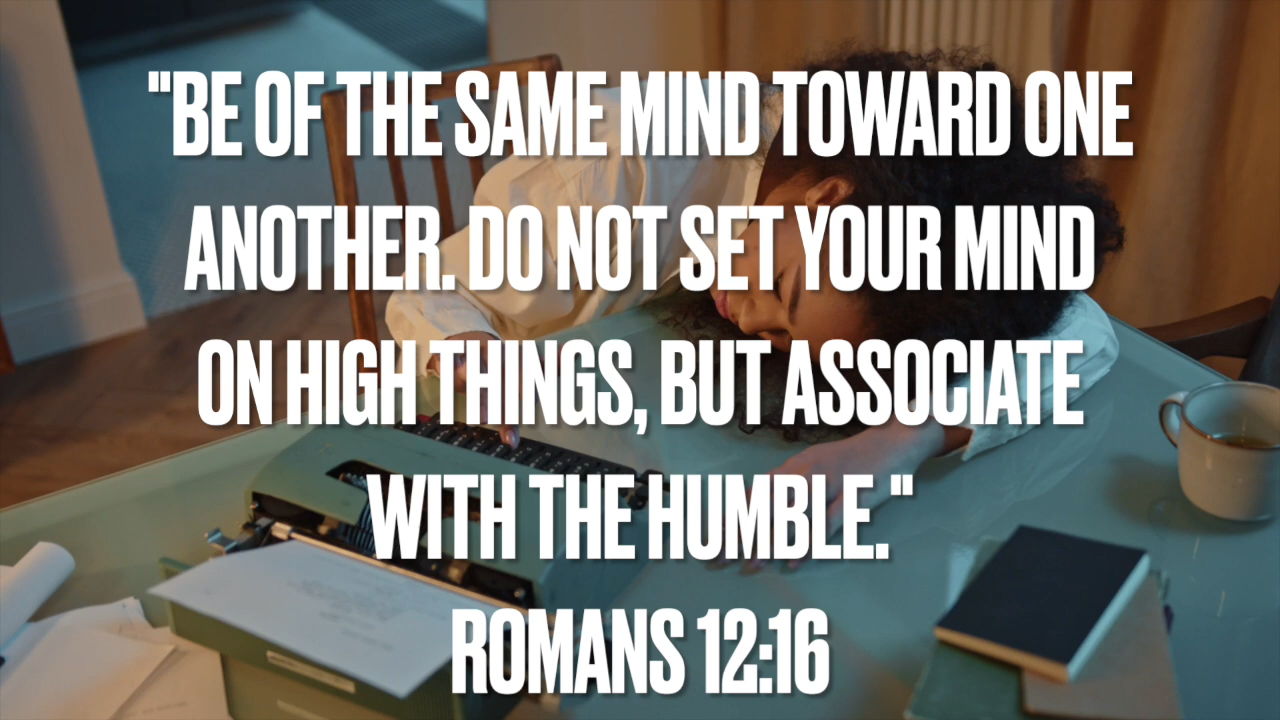 "BE OF THE SAME MIND TOWARD ONE
ANOTHER. DO NOT SET YOUR MIND
ON HIGH THINGS, BUT ASSOCIATE
WITH THE HUMBLE."
ROMANS 12:16